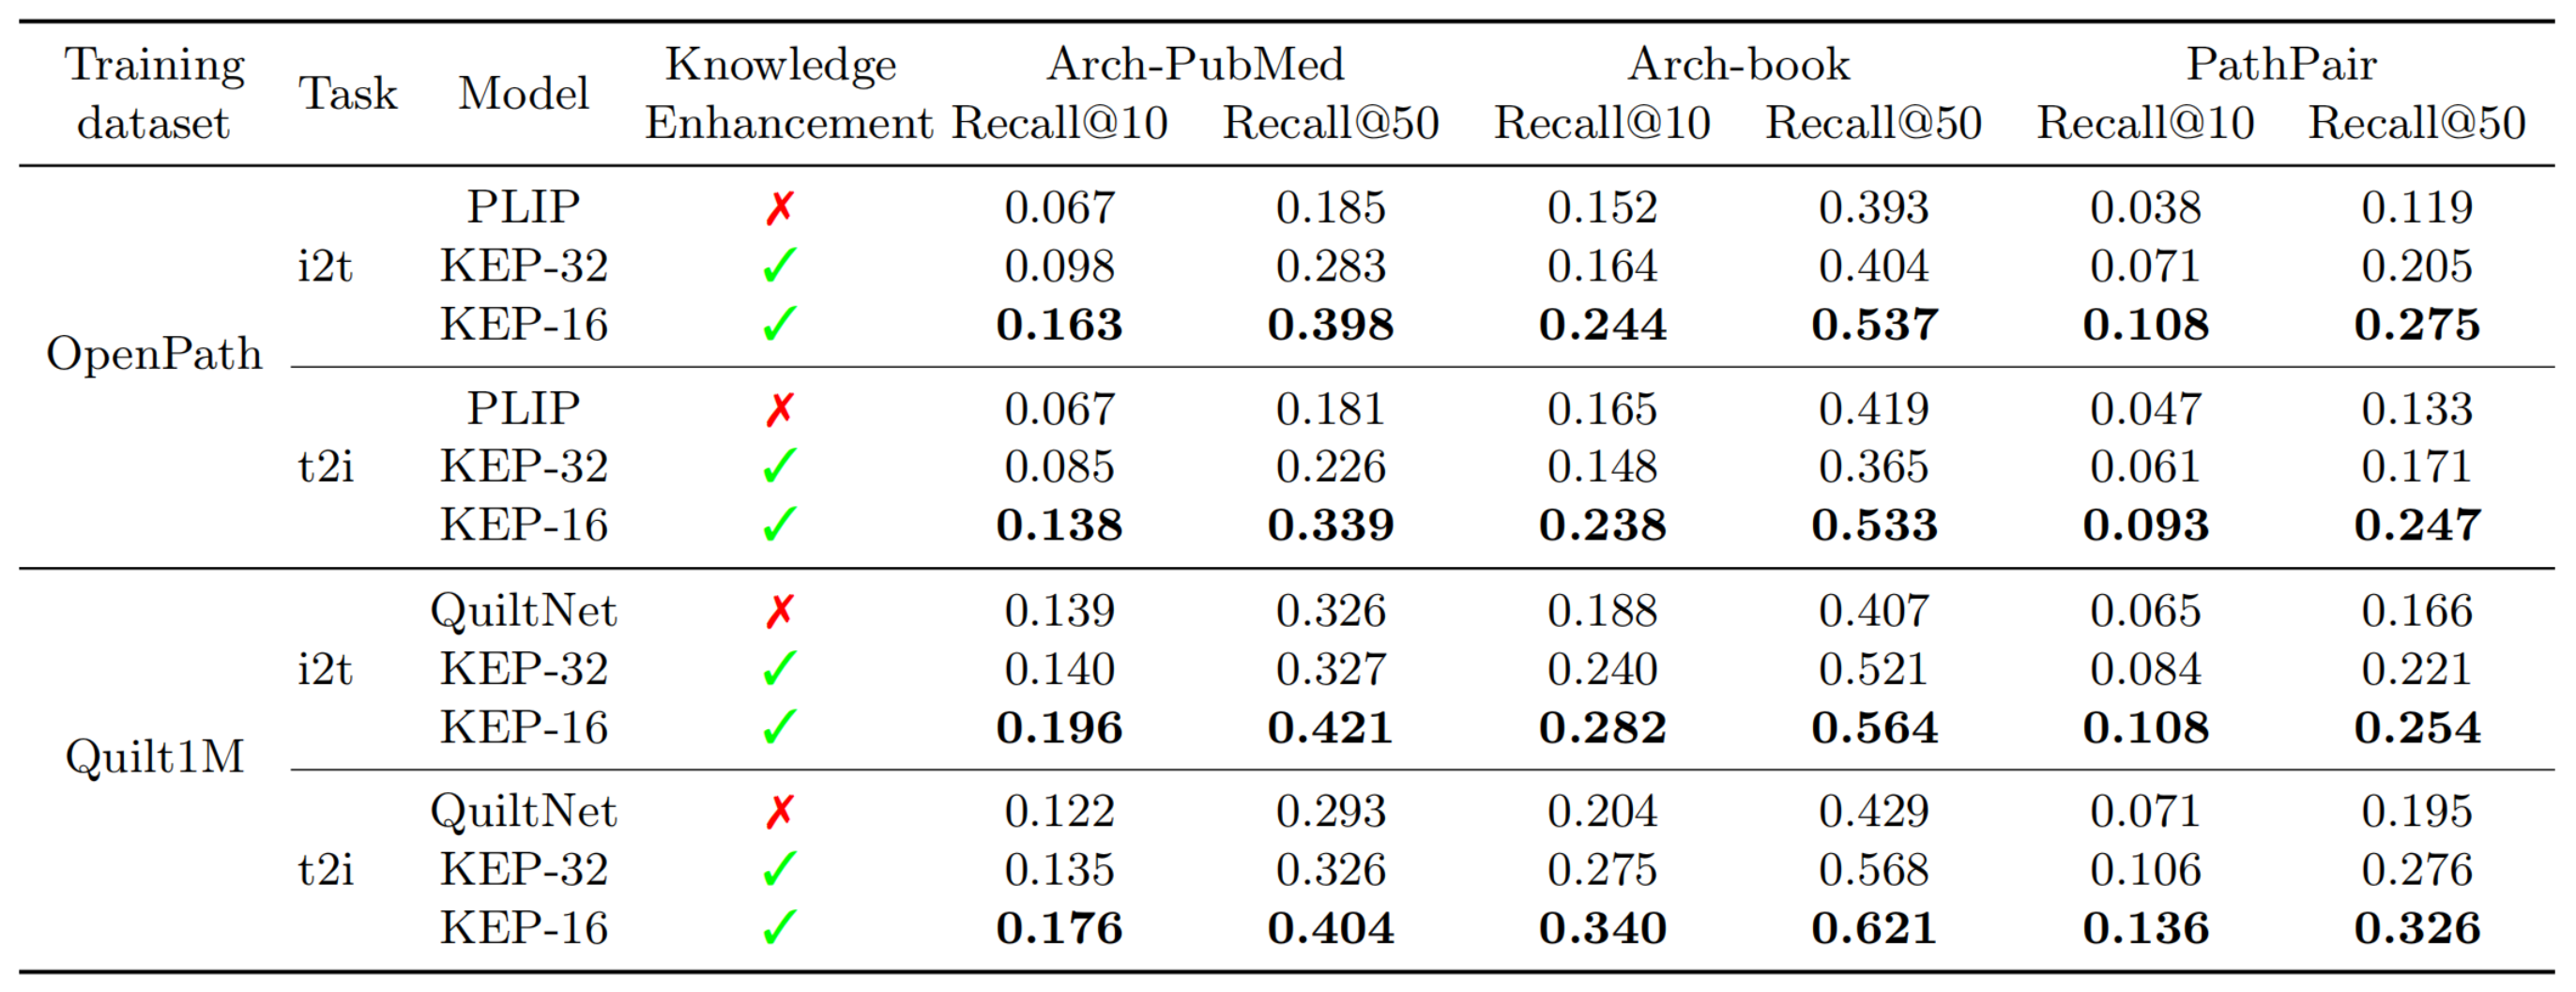 Training dataset Task Model Knowledge Enhancement Arch-PubMed Arch-book PathPair
Recall@10 Recall@50 Recall@10 Recall@50 Recall@10 Recall@50
OpenPath
i2t
PLIP ✗ 0.067 0.185 0.152 0.393 0.038 0.119
KEP-32 ✓ 0.098 0.283 0.164 0.404 0.071 0.205
KEP-16 ✓ 0.163 0.398 0.244 0.537 0.108 0.275
t2i
PLIP ✗ 0.067 0.181 0.165 0.419 0.047 0.133
KEP-32 ✓ 0.085 0.226 0.148 0.365 0.061 0.171
KEP-16 ✓ 0.138 0.339 0.238 0.533 0.093 0.247
Quilt1M
i2t
QuiltNet ✗ 0.139 0.326 0.188 0.407 0.065 0.166
KEP-32 ✓ 0.140 0.327 0.240 0.521 0.084 0.221
KEP-16 ✓ 0.196 0.421 0.282 0.564 0.108 0.254
t2i
QuiltNet ✗ 0.122 0.293 0.204 0.429 0.071 0.195
KEP-32 ✓ 0.135 0.326 0.275 0.568 0.106 0.276
KEP-16 ✓ 0.176 0.404 0.340 0.621 0.136 0.326